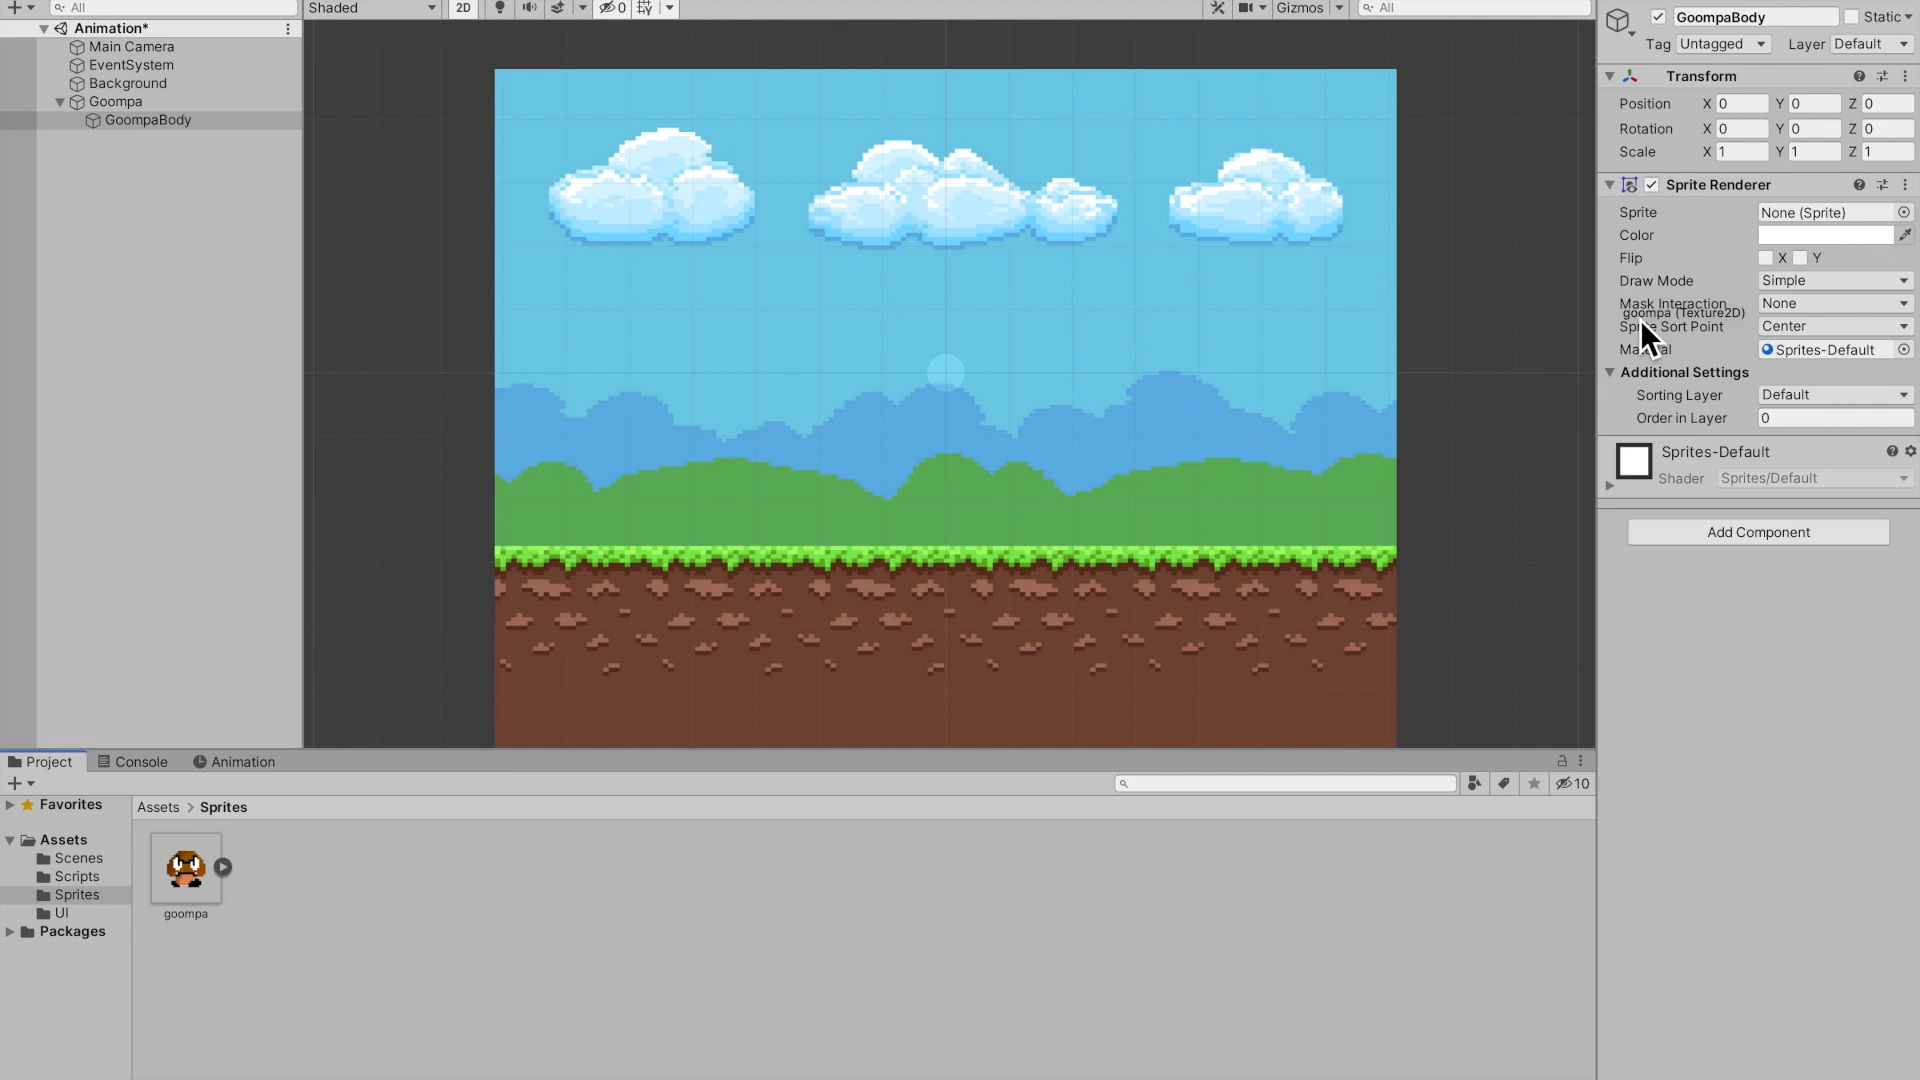 All
Shaded
2D
0
Gizmos
All
Animation*
Main Camera
EventSystem
Background
Goompa
GoompaBody
GoompaBody
Static
Tag Untagged
Layer Default
Transform
Position X 0 Y 0 Z 0
Rotation X 0 Y 0 Z 0
Scale X 1 Y 1 Z 1
Sprite Renderer
Sprite None (Sprite)
Color
Flip X Y
Draw Mode Simple
Mask Interaction None
goompa (Texture2D)
Sprite Sort Point Center
Material Sprites-Default
Additional Settings
Sorting Layer Default
Order in Layer 0
Sprites-Default
Shader Sprites/Default
Add Component
Project
Console
Animation
10
Favorites
Assets
Scenes
Scripts
Sprites
UI
Packages
Assets > Sprites
goompa